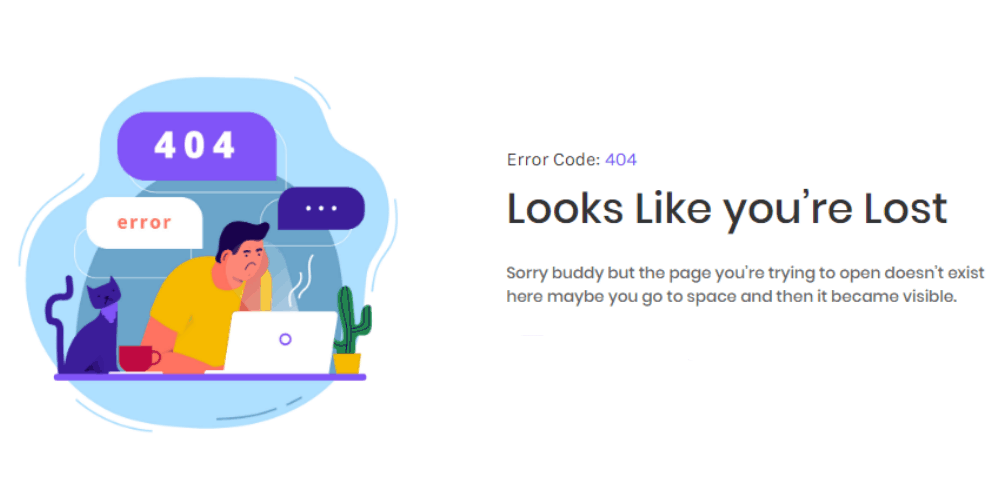 404
error
...
Error Code: 404
Looks Like you're Lost
Sorry buddy but the page you're trying to open doesn't exist
here maybe you go to space and then it became visible.